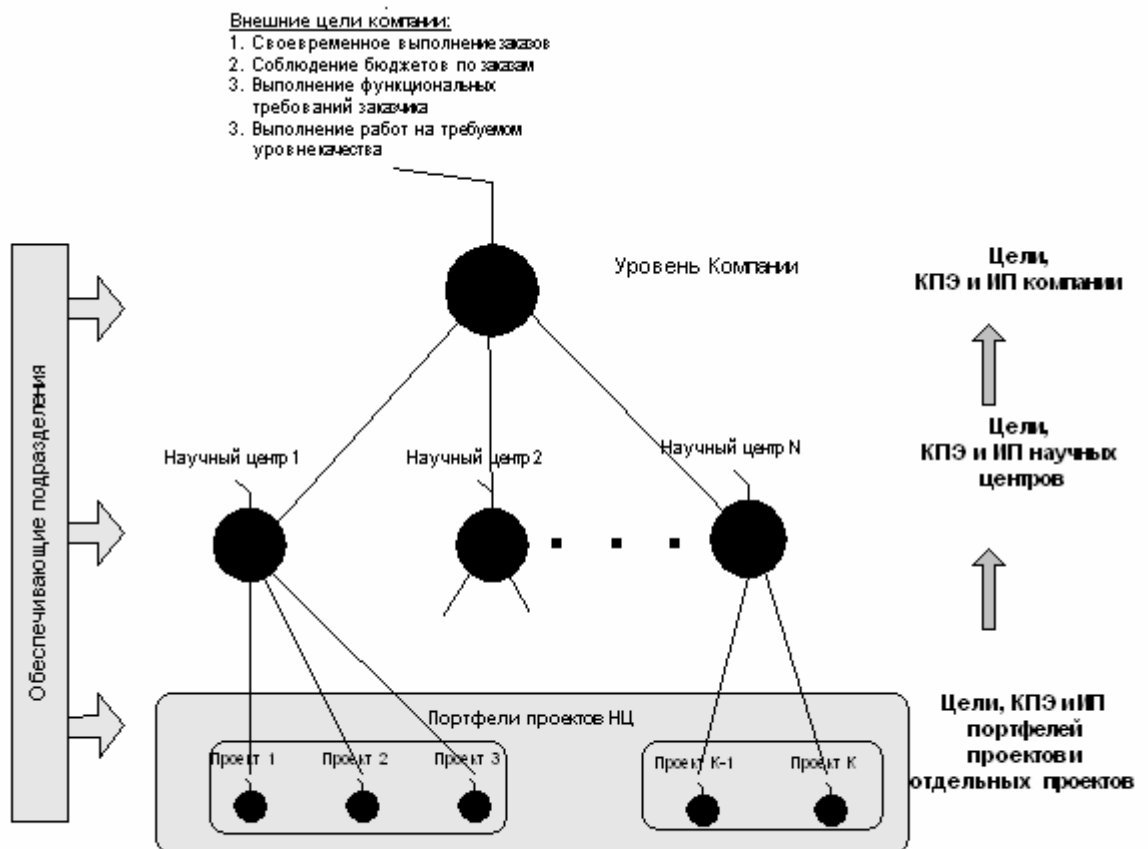 Внешние цели компании:
1. Своевременное выполнение заказов
2. Соблюдение бюджетов по заказам
3. Выполнение функциональных
требований заказчика
3. Выполнение работ на требуемом
уровне качества
Обеспечивающие подразделения
Уровень Компании
Цели,
КПЭ и ИП компании
Научный центр 1
Научный центр 2
Научный центр N
Цели,
КПЭ и ИП научных
центров
Портфели проектов НЦ
Проект 1
Проект 2
Проект 3
Проект К-1
Проект К
Цели, КПЭ и ИП
портфелей
проектов и
отдельных проектов